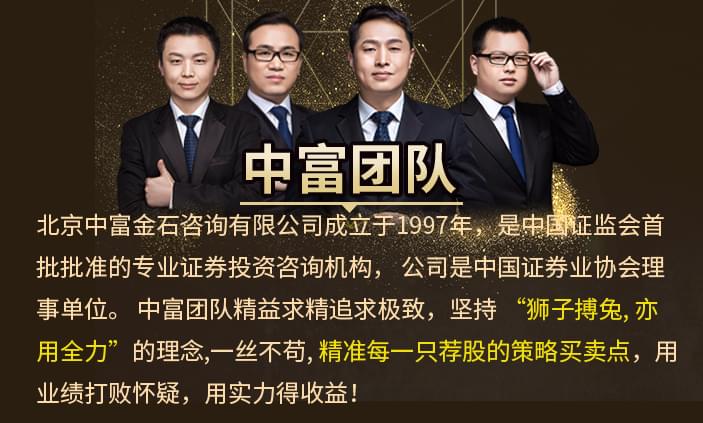 中富团队
北京中富金石咨询有限公司成立于1997年，是中国证监会首
批批准的专业证券投资咨询机构， 公司是中国证券业协会理
事单位。 中富团队精益求精追求极致，坚持 “狮子搏兔, 亦
用全力”的理念,一丝不苟, 精准每一只荐股的策略买卖点，用
业绩打败怀疑，用实力得收益！